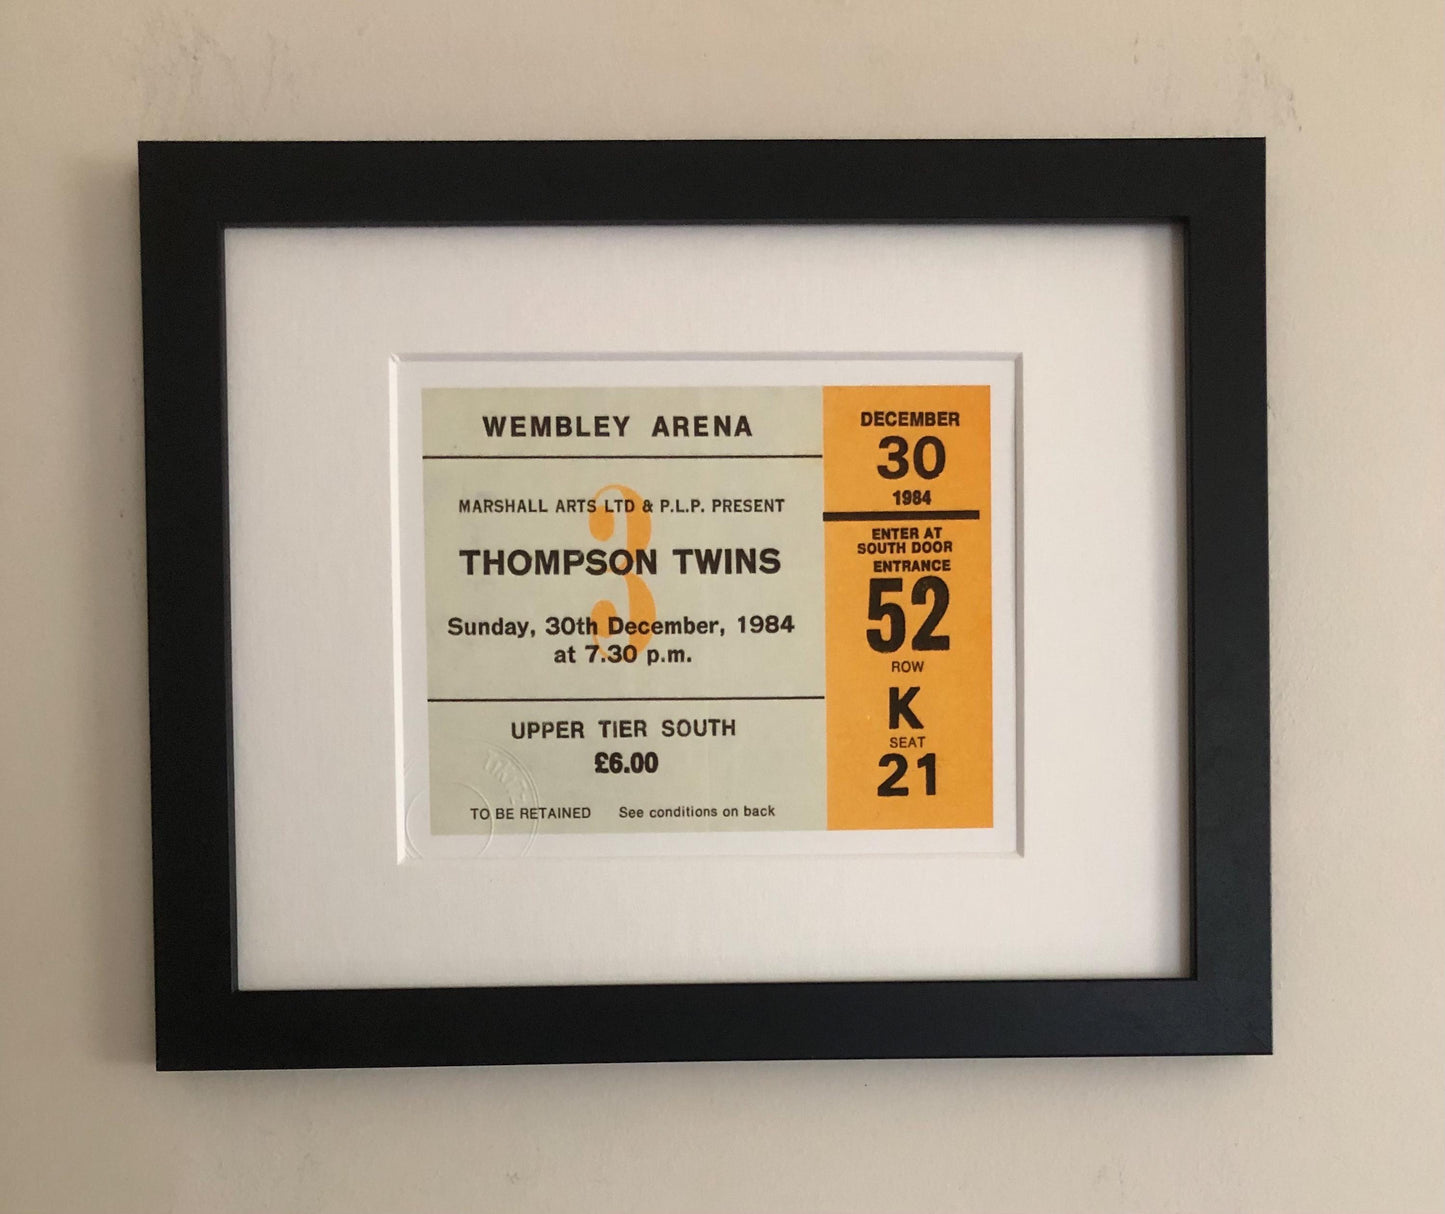 WEMBLEY ARENA
3
MARSHALL ARTS LTD & P.L.P. PRESENT
THOMPSON TWINS
Sunday, 30th December, 1984
at 7.30 p.m.
UPPER TIER SOUTH
£6.00
TO BE RETAINED See conditions on back
DECEMBER
30
1984
ENTER AT
SOUTH DOOR
ENTRANCE
52
ROW
K
SEAT
21